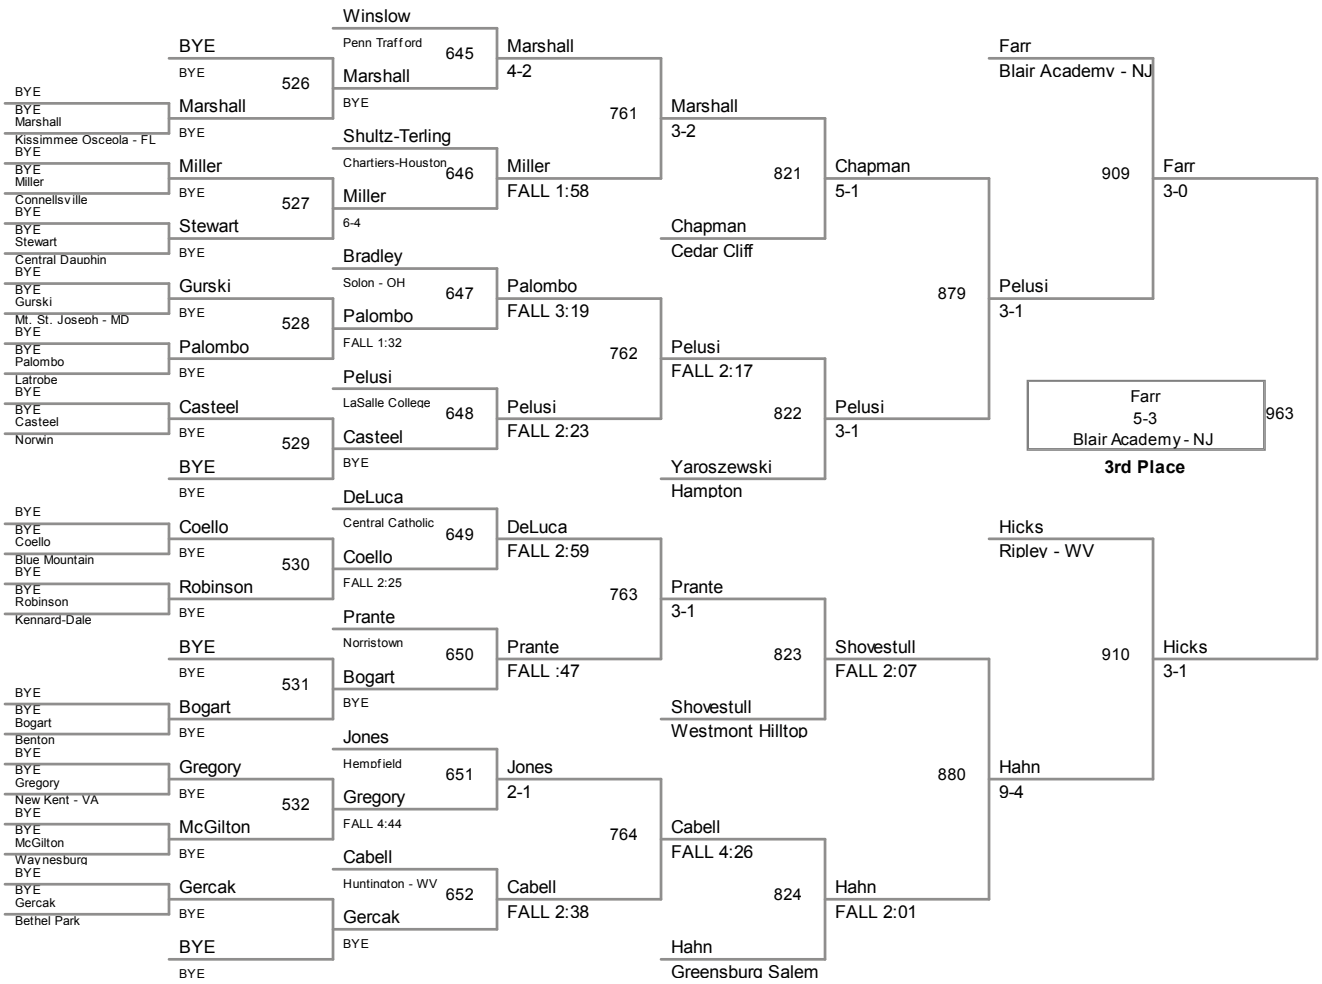 Winslow
Penn Trafford
645
Marshall
BYE
BYE
BYE
526
Marshall
BYE
BYE
BYE
Marshall
Kissimmee Osceola - FL
Marshall
4-2
761
Marshall
3-2
Shultz-Terling
Chartiers-Houston
646
Miller
6-4
Miller
BYE
527
Stewart
BYE
BYE
BYE
Miller
Connellsville
BYE
BYE
Stewart
Central Dauphin
Miller
FALL 1:58
821
Chapman
Cedar Cliff
Chapman
5-1
Bradley
Solon - OH
647
Palombo
FALL 1:32
Gurski
BYE
528
Palombo
BYE
BYE
BYE
Gurski
Mt. St. Joseph - MD
BYE
BYE
Palombo
Latrobe
Palombo
FALL 3:19
762
Pelusi
FALL 2:17
Pelusi
LaSalle College
648
Casteel
BYE
Casteel
BYE
529
BYE
BYE
BYE
BYE
Casteel
Norwin
Pelusi
FALL 2:23
822
Yaroszewski
Hampton
Pelusi
3-1
879
Pelusi
3-1
Farr
Blair Academy - NJ
909
Farr
3-0
Farr
5-3
Blair Academy - NJ
963
3rd Place
DeLuca
Central Catholic
649
Coello
FALL 2:25
Coello
BYE
530
Robinson
BYE
BYE
BYE
Coello
Blue Mountain
BYE
BYE
Robinson
Kennard-Dale
DeLuca
FALL 2:59
763
Prante
3-1
Prante
Norristown
650
Bogart
BYE
BYE
BYE
531
Bogart
BYE
BYE
BYE
Bogart
Benton
Prante
FALL :47
823
Shovestull
Westmont Hilltop
Shovestull
FALL 2:07
Jones
Hempfield
651
Gregory
FALL 4:44
Gregory
BYE
532
McGilton
BYE
BYE
BYE
Gregory
New Kent - VA
BYE
BYE
McGilton
Waynesburg
Jones
2-1
764
Cabell
FALL 4:26
Cabell
Huntington - WV
652
Gercak
BYE
Gercak
BYE
BYE
BYE
BYE
BYE
Gercak
Bethel Park
Cabell
FALL 2:38
824
Hahn
Greensburg Salem
Hahn
FALL 2:01
880
Hahn
9-4
Hicks
Ripley - WV
910
Hicks
3-1